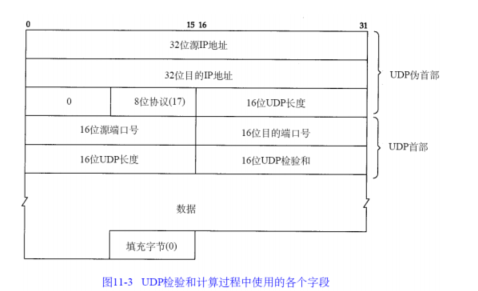 0 15 16 31
32位源IP地址
32位目的IP地址
UDP伪首部
0 8位协议(17) 16位UDP长度
16位源端口号 16位目的端口号
UDP首部
16位UDP长度 16位UDP检验和
数据
填充字节(0)
图11-3 UDP检验和计算过程中使用的各个字段